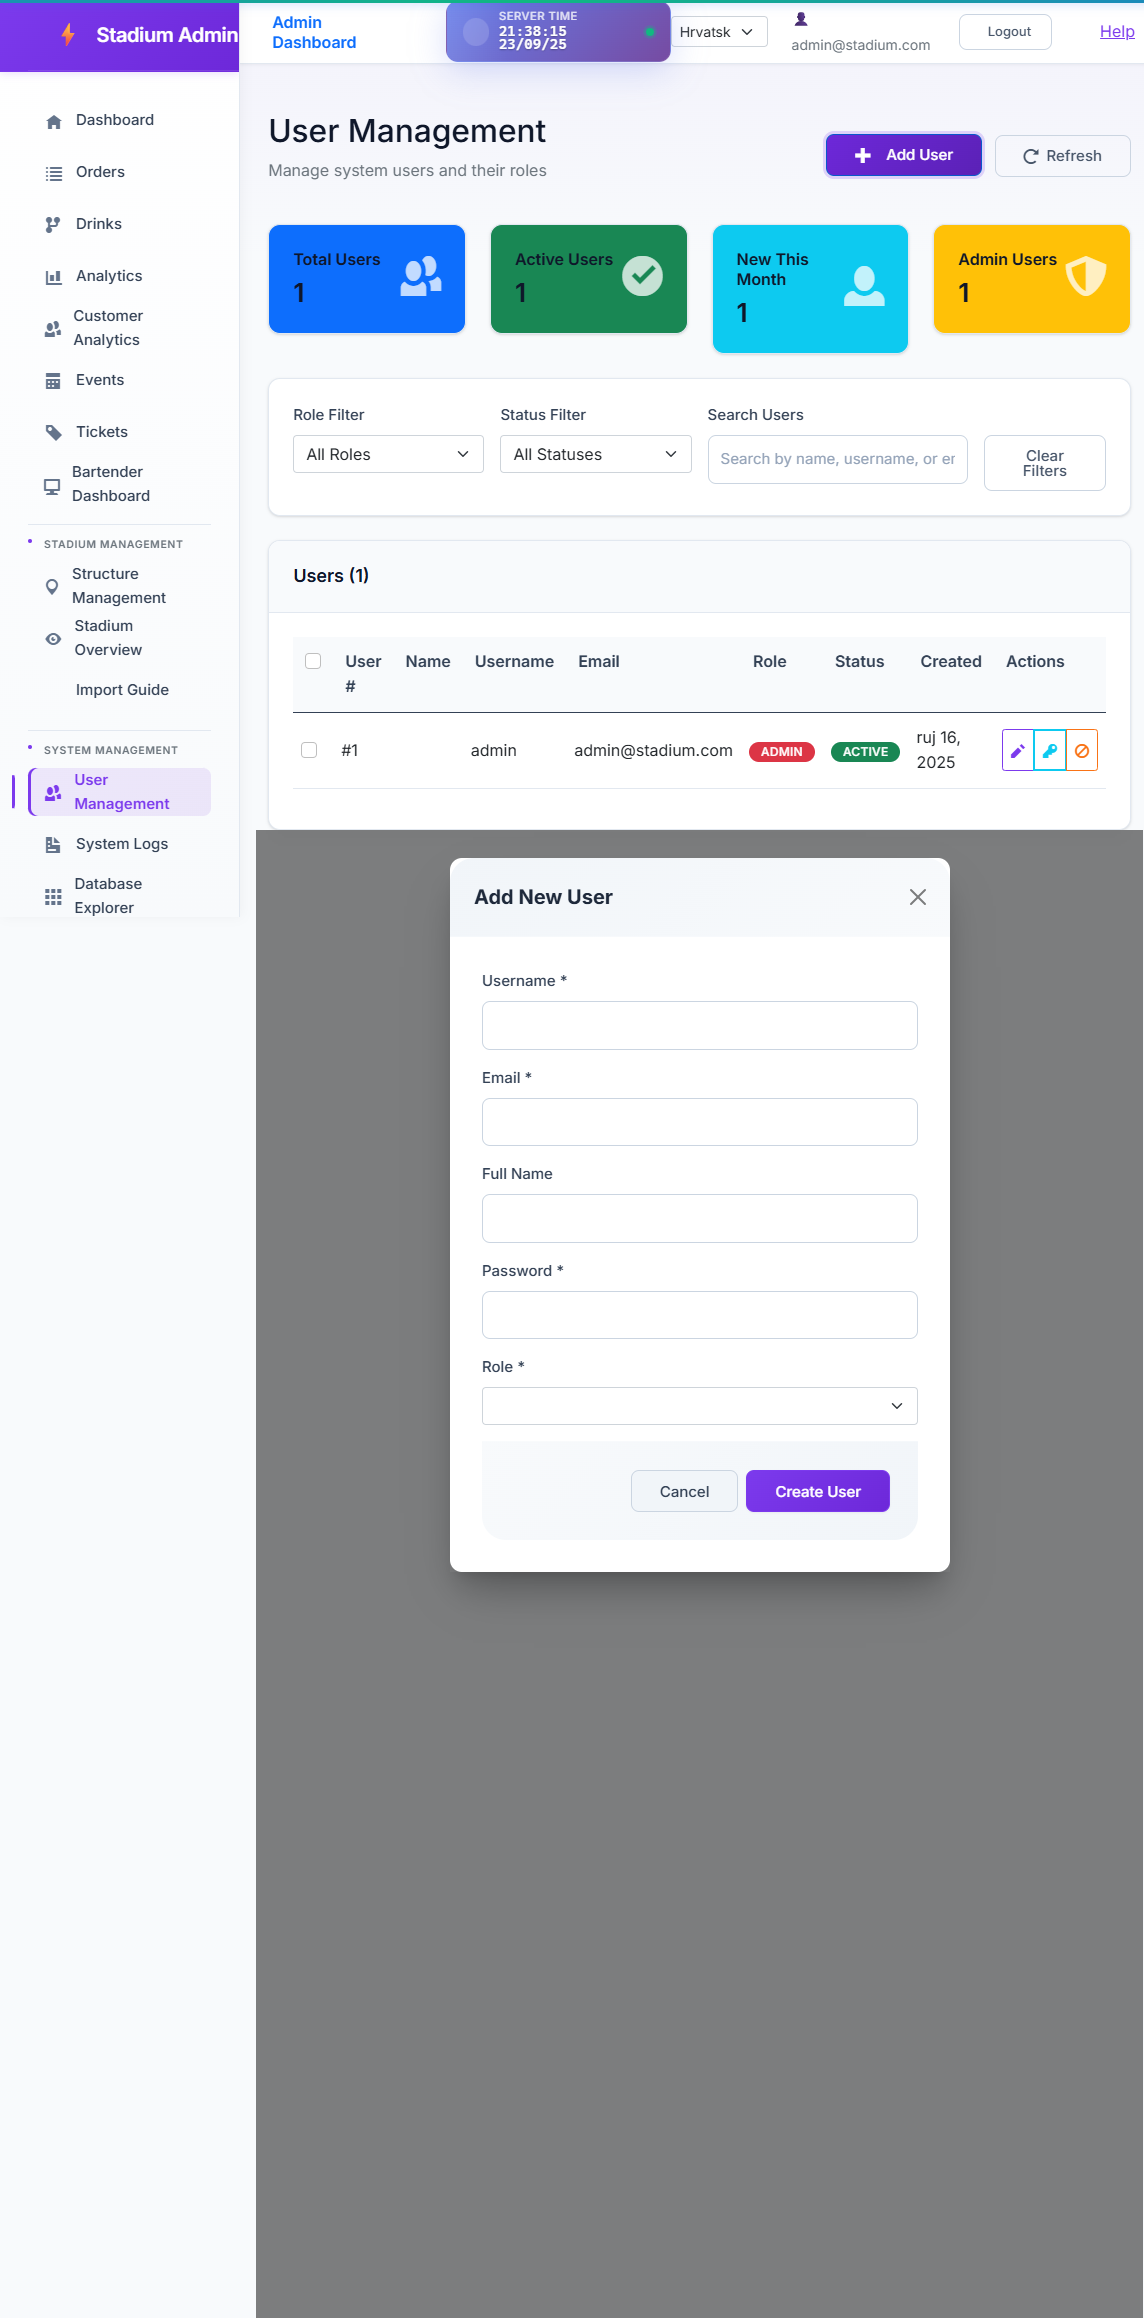 Stadium Admin
Admin
Dashboard
SERVER TIME
21:38:15
23/09/25
Hrvatsk
admin@stadium.com
Logout
Help
Dashboard
Orders
Drinks
Analytics
Customer
Analytics
Events
Tickets
Bartender
Dashboard
STADIUM MANAGEMENT
Structure
Management
Stadium
Overview
Import Guide
SYSTEM MANAGEMENT
User
Management
System Logs
Database
Explorer
User Management
Manage system users and their roles
Add User
Refresh
Total Users
1
Active Users
1
New This
Month
1
Admin Users
1
Role Filter
All Roles
Status Filter
All Statuses
Search Users
Search by name, username, or er
Clear
Filters
Users (1)
User
#
Name
Username
Email
Role
Status
Created
Actions
#1
admin
admin@stadium.com
ADMIN
ACTIVE
ruj 16,
2025
Add New User
Username *
Email *
Full Name
Password *
Role *
Cancel
Create User